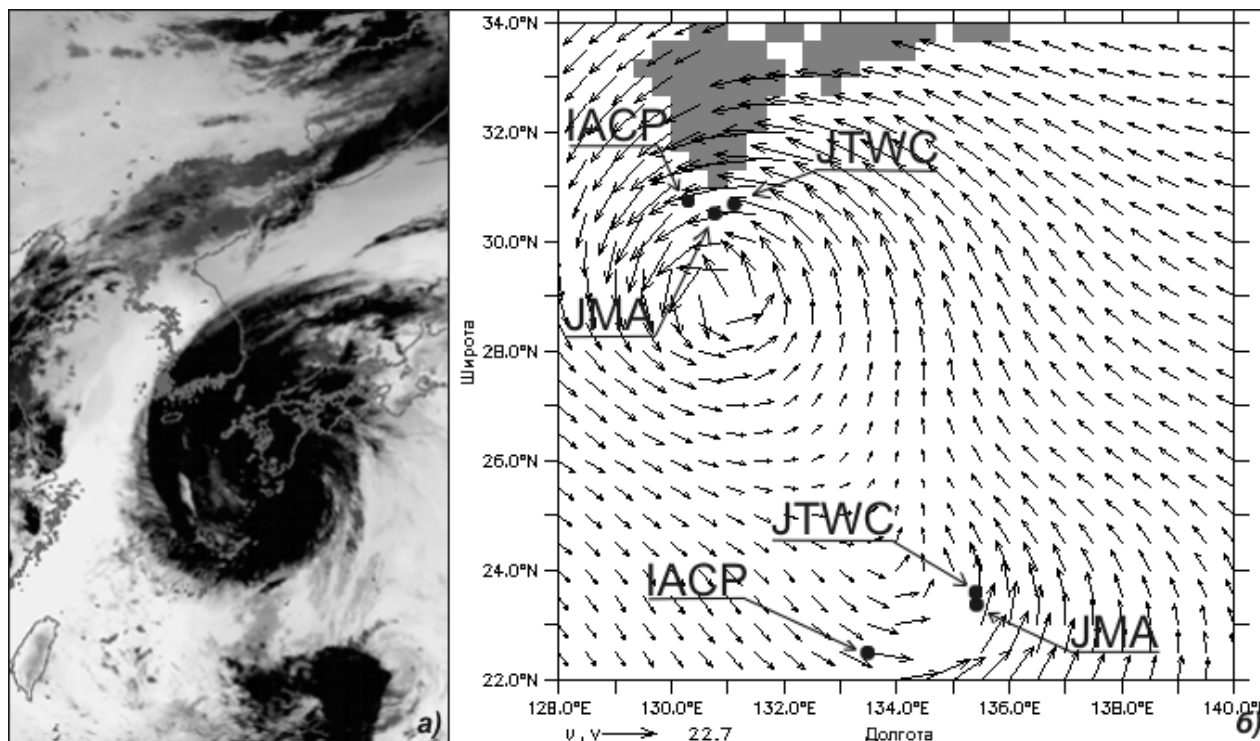 34.0°N
32.0°N
30.0°N
28.0°N
26.0°N
24.0°N
22.0°N
Широта
IACP
JTWC
JMA
JTWC
IACP
JMA
128.0°E 130.0°E 132.0°E 134.0°E 136.0°E 138.0°E 140.0°E
υ,v 22.7 Долгота
а)
б)